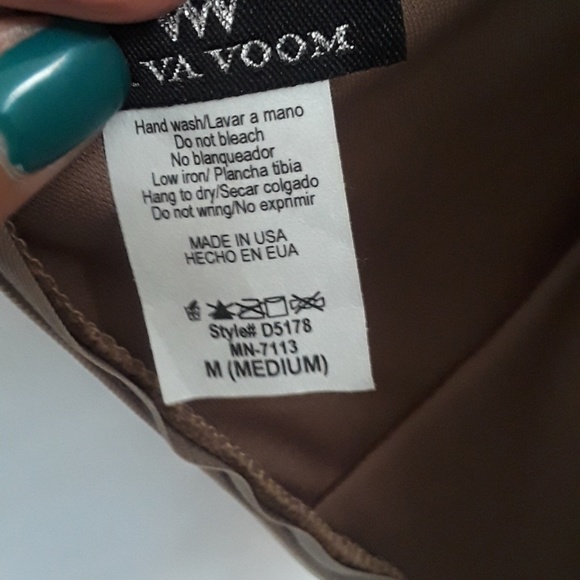 VA VOOM
Hand wash/Lavar a mano
Do not bleach
No blanqueador
Low iron/ Plancha tibia
Hang to dry/Secar colgado
Do not wring/No exprimir
MADE IN USA
HECHO EN EUA
Style# D5178
MN-7113
M (MEDIUM)